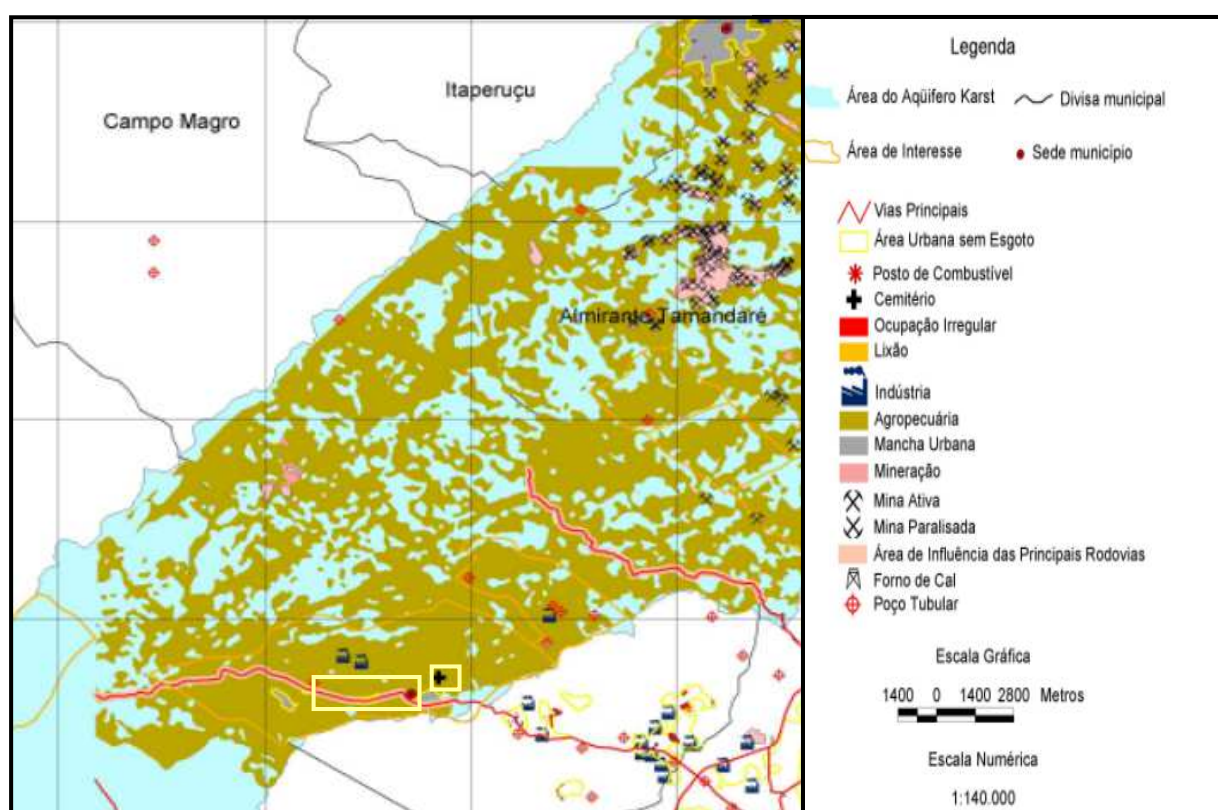 Itaperuçu
Campo Magro
Almirante Tamandaré
Legenda
Área do Aqüífero Karst
Divisa municipal
Área de Interesse
Sede município
Vias Principais
Área Urbana sem Esgoto
Posto de Combustível
Cemitério
Ocupação Irregular
Lixão
Indústria
Agropecuária
Mancha Urbana
Mineração
Mina Ativa
Mina Paralisada
Área de Influência das Principais Rodovias
Forno de Cal
Poço Tubular
Escala Gráfica
1400 0 1400 2800 Metros
Escala Numérica
1:140.000